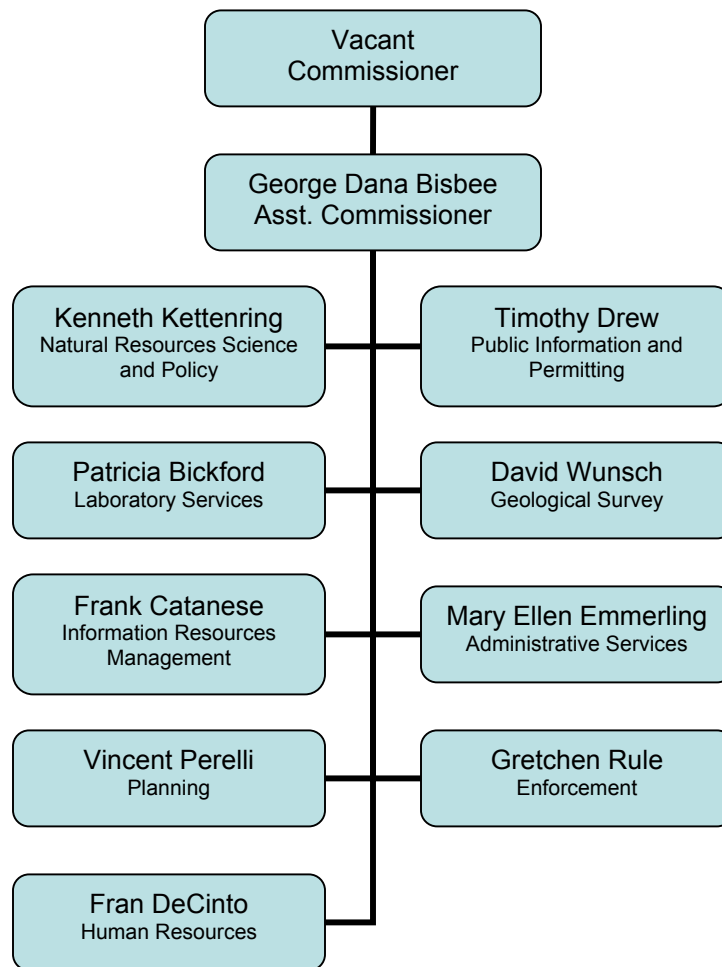 Vacant
Commissioner
George Dana Bisbee
Asst. Commissioner
Kenneth Kettenring
Natural Resources Science
and Policy
Timothy Drew
Public Information and
Permitting
Patricia Bickford
Laboratory Services
David Wunsch
Geological Survey
Frank Catanese
Information Resources
Management
Mary Ellen Emmerling
Administrative Services
Vincent Perelli
Planning
Gretchen Rule
Enforcement
Fran DeCinto
Human Resources